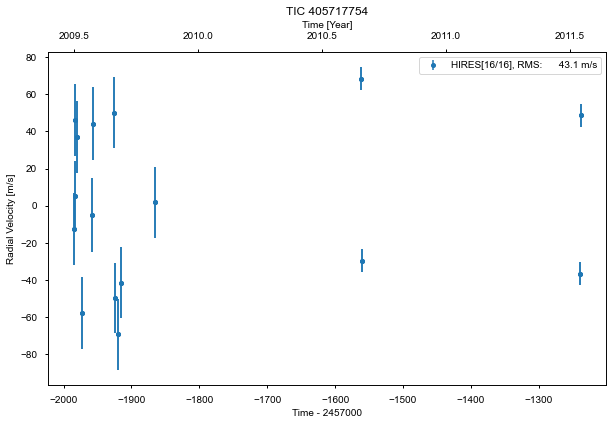 TIC 405717754
Time [Year]
2009.5 2010.0 2010.5 2011.0 2011.5
HIRES[16/16], RMS: 43.1 m/s
80
60
40
20
0
−20
−40
−60
−80
Radial Velocity [m/s]
−2000 −1900 −1800 −1700 −1600 −1500 −1400 −1300
Time - 2457000